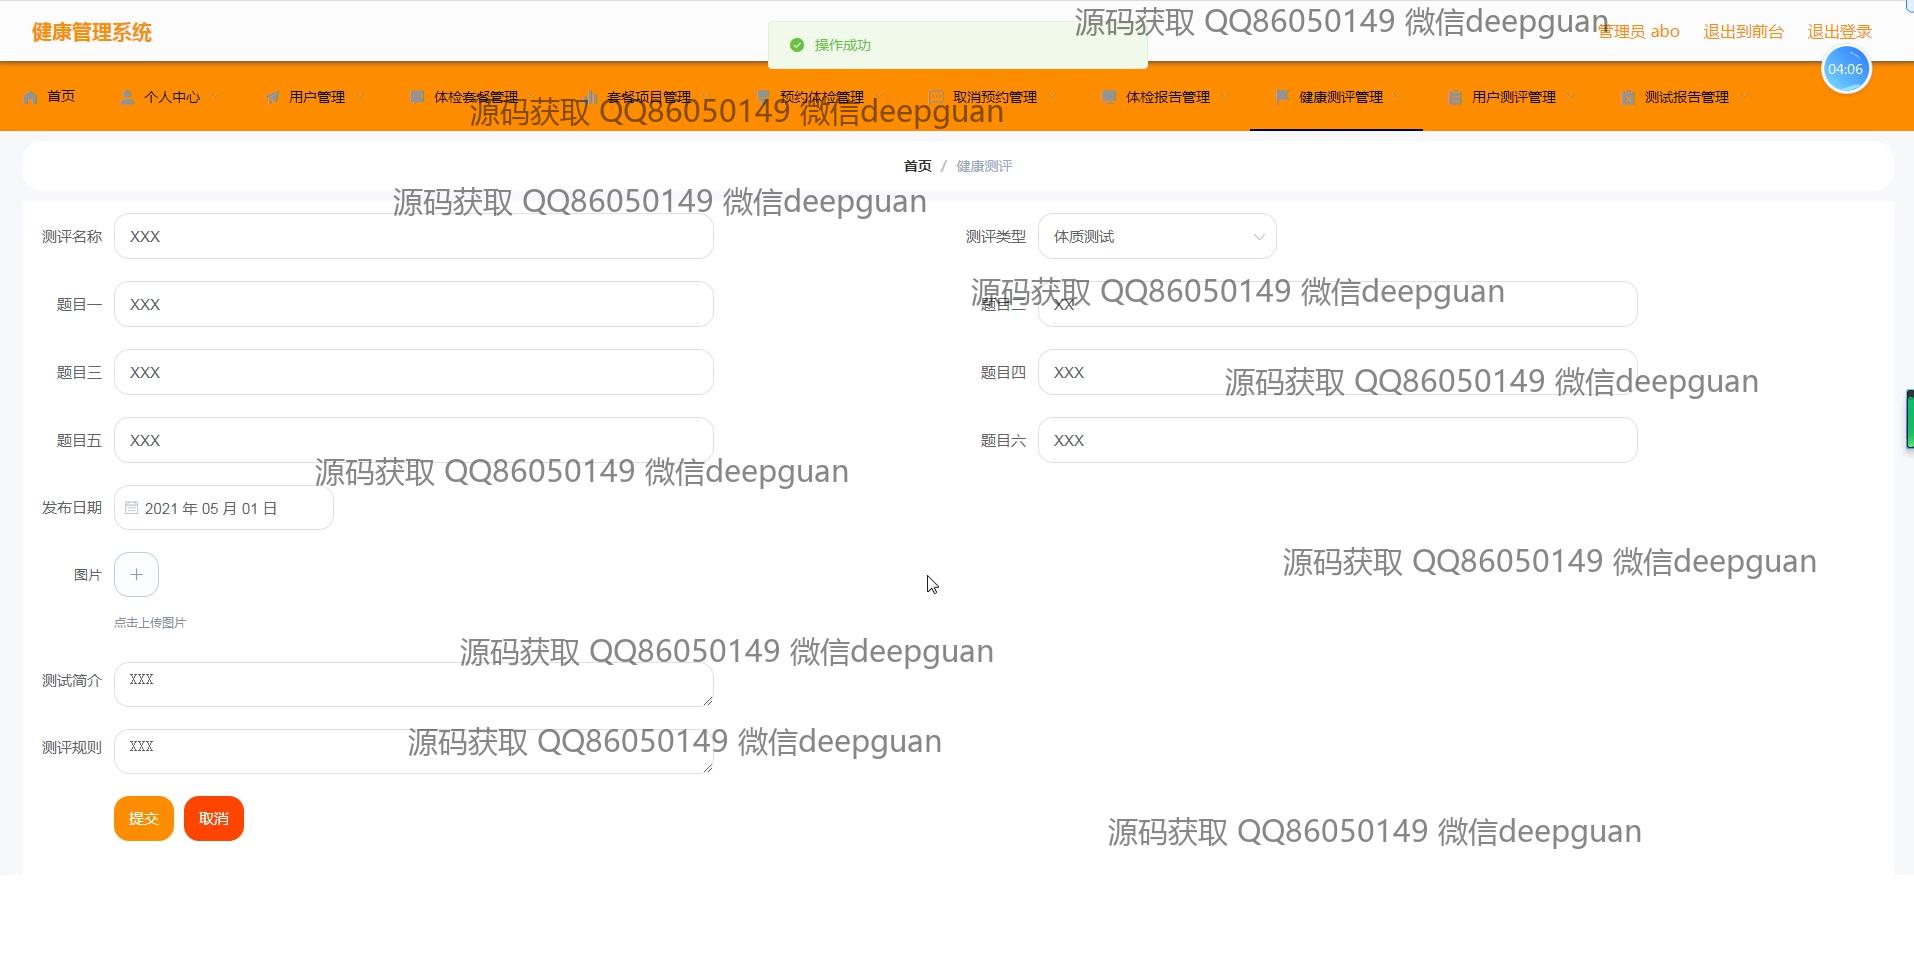 健康管理系统
操作成功
源码获取 QQ86050149 微信deepguan
管理员 abo
退出到前台
退出登录
04:06
首页
个人中心
用户管理
体检套餐管理
套餐项目管理
预约体检管理
取消预约管理
体检报告管理
健康测评管理
用户测评管理
测试报告管理
源码获取 QQ86050149 微信deepguan
首页 / 健康测评
源码获取 QQ86050149 微信deepguan
测评名称 XXX
测评类型 体质测试
源码获取 QQ86050149 微信deepguan
题目一 XXX
题目二 XX
题目三 XXX
题目四 XXX
源码获取 QQ86050149 微信deepguan
题目五 XXX
题目六 XXX
源码获取 QQ86050149 微信deepguan
发布日期 2021 年 05 月 01 日
源码获取 QQ86050149 微信deepguan
图片
点击上传图片
源码获取 QQ86050149 微信deepguan
测试简介 XXX
测评规则 XXX
源码获取 QQ86050149 微信deepguan
提交 取消
源码获取 QQ86050149 微信deepguan